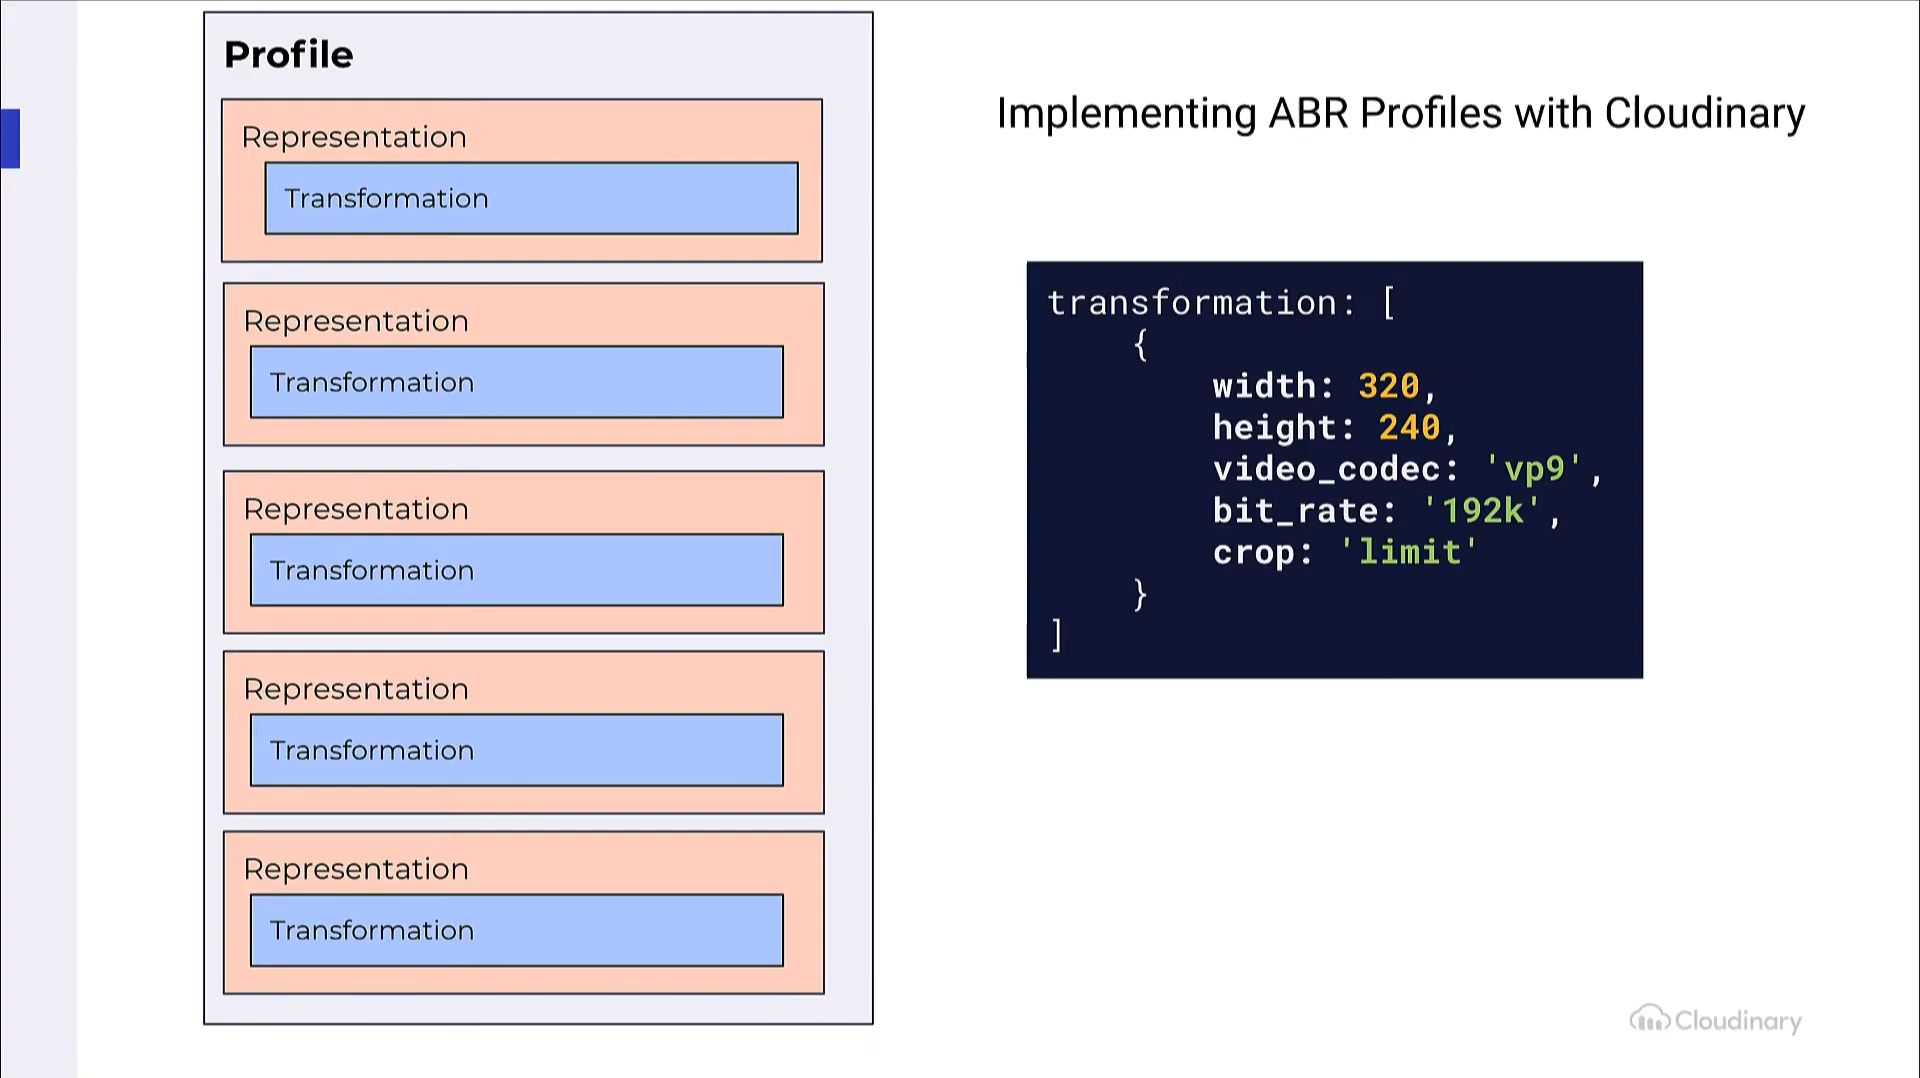 Profile
Representation
Transformation
Representation
Transformation
Representation
Transformation
Representation
Transformation
Representation
Transformation
Implementing ABR Profiles with Cloudinary
transformation: [
{
width: 320,
height: 240,
video_codec: 'vp9',
bit_rate: '192k',
crop: 'limit'
}
]
Cloudinary